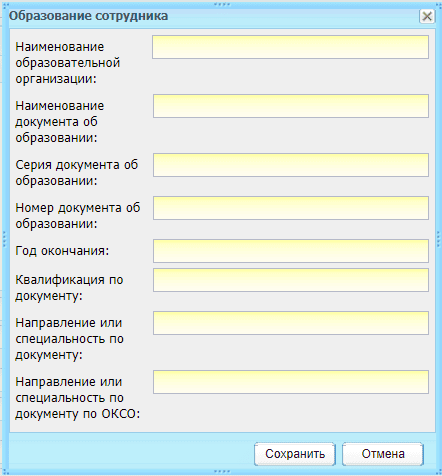 Образование сотрудника
Наименование
образовательной
организации:
Наименование
документа об
образовании:
Серия документа об
образовании:
Номер документа об
образовании:
Год окончания:
Квалификация по
документу:
Направление или
специальность по
документу:
Направление или
специальность по
документу по ОКСО:
Сохранить Отмена